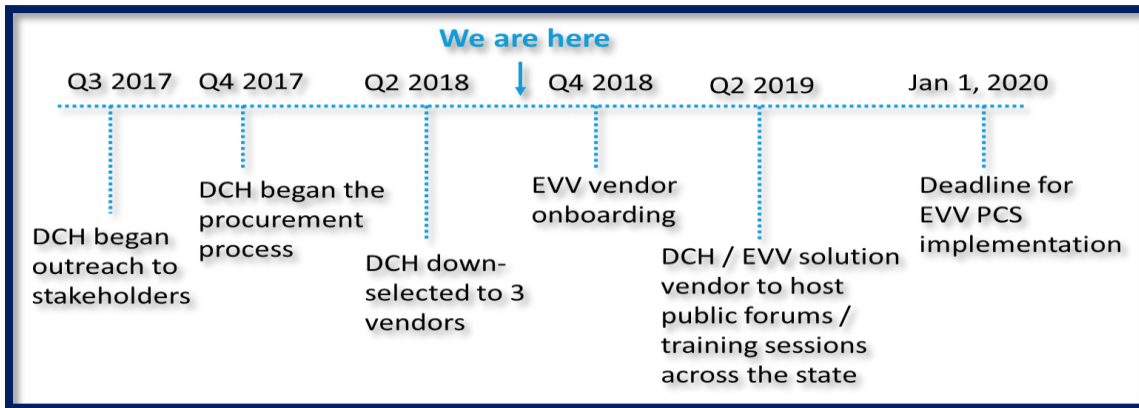 We are here
Q3 2017
Q4 2017
Q2 2018
Q4 2018
Q2 2019
Jan 1, 2020
DCH began
outreach to
stakeholders
DCH began the
procurement
process
DCH down-
selected to 3
vendors
EVV vendor
onboarding
DCH / EVV solution
vendor to host
public forums /
training sessions
across the state
Deadline for
EVV PCS
implementation